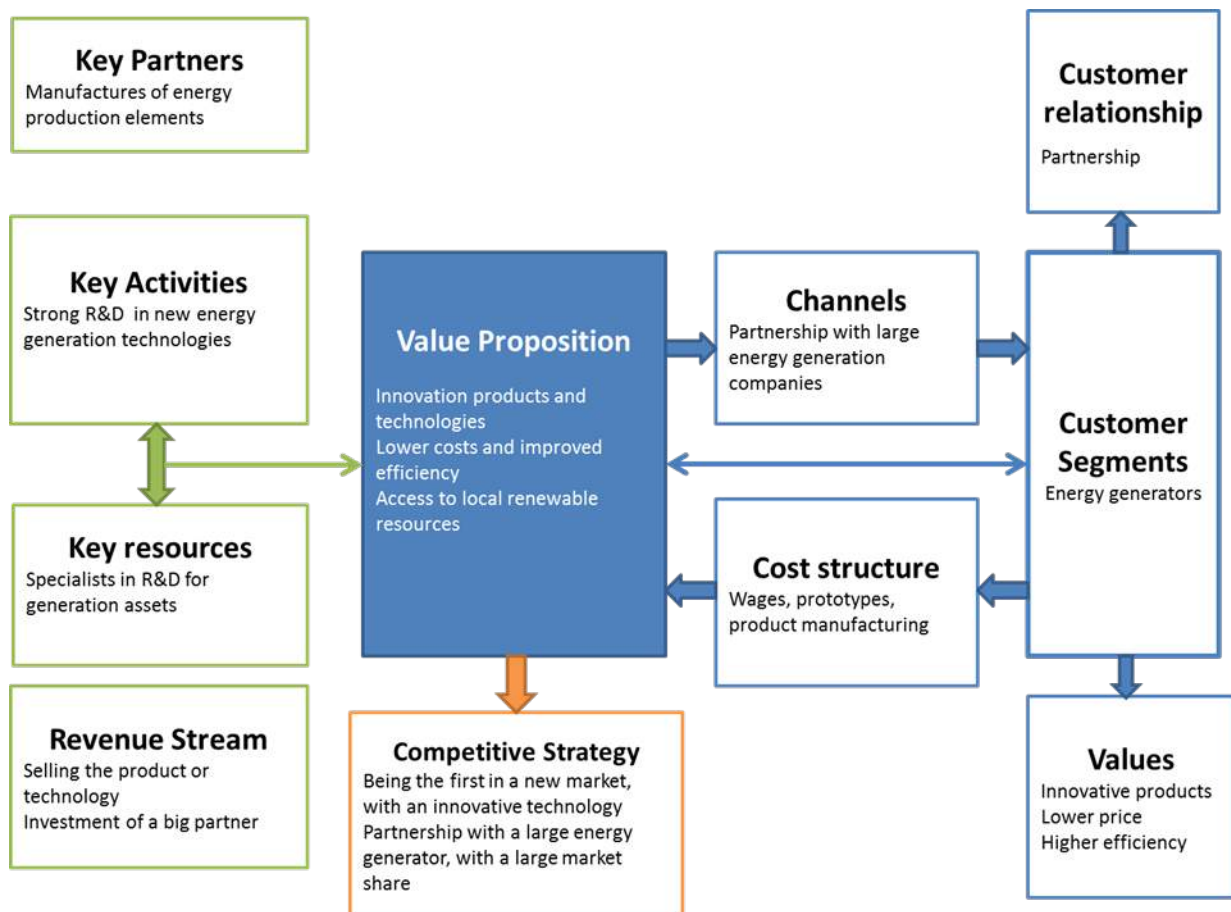 Key Partners
Manufactures of energy
production elements
Customer
relationship
Partnership
Key Activities
Strong R&D in new energy
generation technologies
Value Proposition
Innovation products and
technologies
Lower costs and improved
efficiency
Access to local renewable
resources
Channels
Partnership with large
energy generation
companies
Customer
Segments
Energy generators
Key resources
Specialists in R&D for
generation assets
Cost structure
Wages, prototypes,
product manufacturing
Revenue Stream
Selling the product or
technology
Investment of a big partner
Competitive Strategy
Being the first in a new market,
with an innovative technology
Partnership with a large energy
generator, with a large market
share
Values
Innovative products
Lower price
Higher efficiency